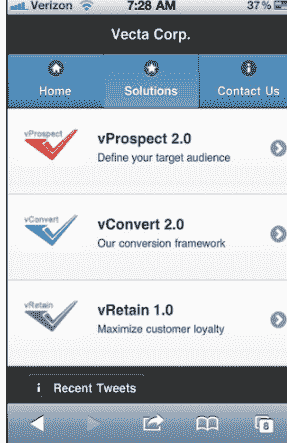 Verizon 7:28 AM 37%
Vecta Corp.
Home Solutions Contact Us
vProspect
vProspect 2.0
Define your target audience
vConvert
vConvert 2.0
Our conversion framework
vRetain
vRetain 1.0
Maximize customer loyalty
i Recent Tweets
8